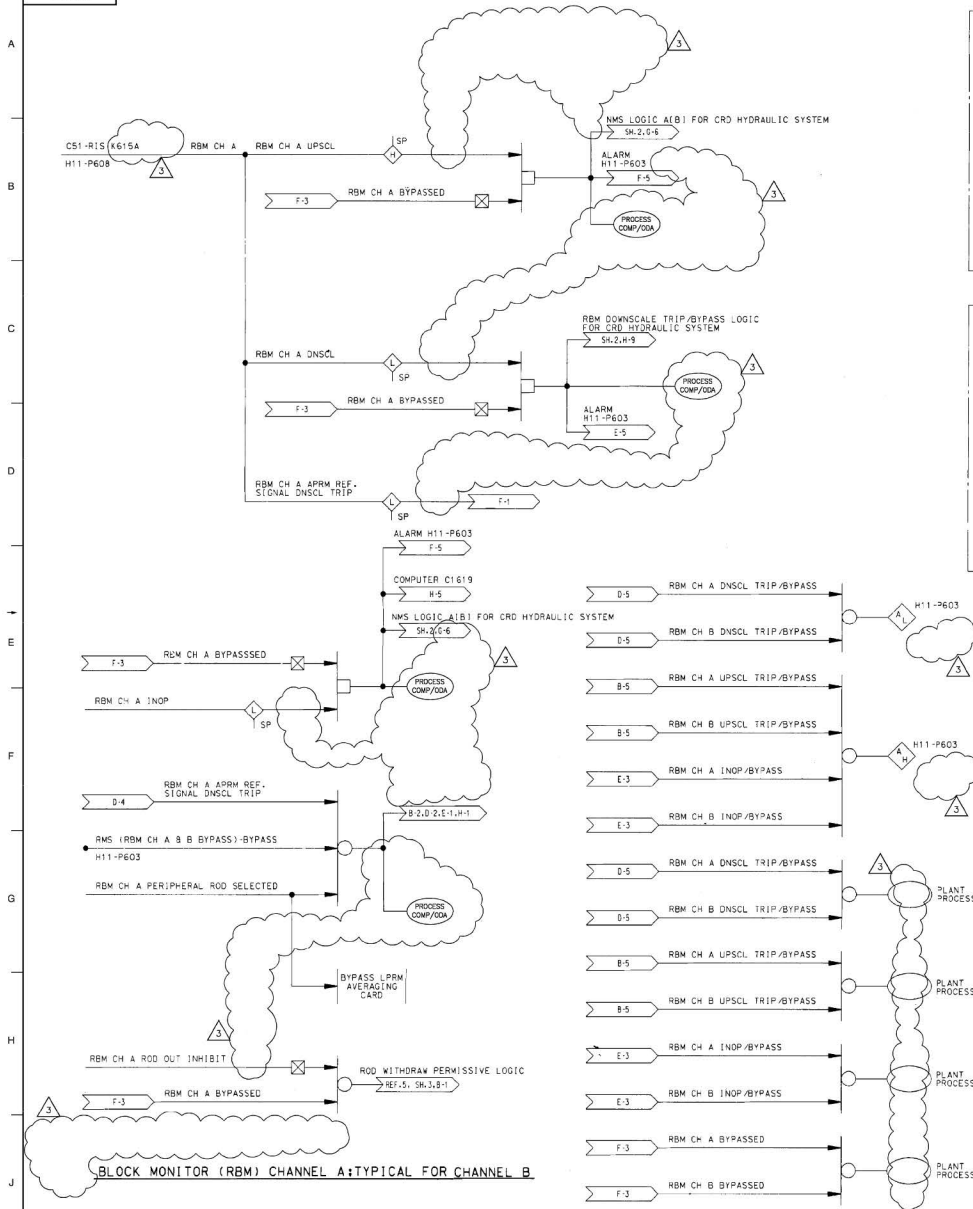 A
3
NMS LOGIC A(B) FOR CRD HYDRAULIC SYSTEM
SH.2,G-6
C51-RIS K615A
H11-P608
3
RBM CH A
RBM CH A UPSCL
SP
H
ALARM
H11-P603
F-5
B
3
F-3
RBM CH A BYPASSED
PROCESS
COMP/ODA
C
RBM DOWNSCALE TRIP/BYPASS LOGIC
FOR CRD HYDRAULIC SYSTEM
SH.2,H-9
RBM CH A DNSCL
L
SP
3
PROCESS
COMP/ODA
F-3
RBM CH A BYPASSED
ALARM
H11-P603
E-5
D
RBM CH A APRM REF.
SIGNAL DNSCL TRIP
L
SP
F-1
ALARM H11-P603
F-5
COMPUTER C1619
H-5
NMS LOGIC A(B) FOR CRD HYDRAULIC SYSTEM
SH.2,G-6
E
3
F-3
RBM CH A BYPASSSED
PROCESS
COMP/ODA
RBM CH A INOP
L
SP
F
D-4
RBM CH A APRM REF.
SIGNAL DNSCL TRIP
B-2,D-2,E-1,H-1
RMS (RBM CH A & B BYPASS)-BYPASS
H11-P603
G
RBM CH A PERIPHERAL ROD SELECTED
PROCESS
COMP/ODA
BYPASS LPRM
AVERAGING
CARD
3
H
RBM CH A ROD OUT INHIBIT
ROD WITHDRAW PERMISSIVE LOGIC
REF.5, SH.3,B-1
F-3
RBM CH A BYPASSED
3
J
BLOCK MONITOR (RBM) CHANNEL A:TYPICAL FOR CHANNEL B
D-5
RBM CH A DNSCL TRIP/BYPASS
A L
H11-P603
3
D-5
RBM CH B DNSCL TRIP/BYPASS
B-5
RBM CH A UPSCL TRIP/BYPASS
B-5
RBM CH B UPSCL TRIP/BYPASS
A H
H11-P603
3
E-3
RBM CH A INOP/BYPASS
E-3
RBM CH B INOP/BYPASS
D-5
RBM CH A DNSCL TRIP/BYPASS
3
PLANT
PROCESS
D-5
RBM CH B DNSCL TRIP/BYPASS
B-5
RBM CH A UPSCL TRIP/BYPASS
PLANT
PROCESS
B-5
RBM CH B UPSCL TRIP/BYPASS
E-3
RBM CH A INOP/BYPASS
PLANT
PROCESS
E-3
RBM CH B INOP/BYPASS
F-3
RBM CH A BYPASSED
PLANT
PROCESS
F-3
RBM CH B BYPASSED